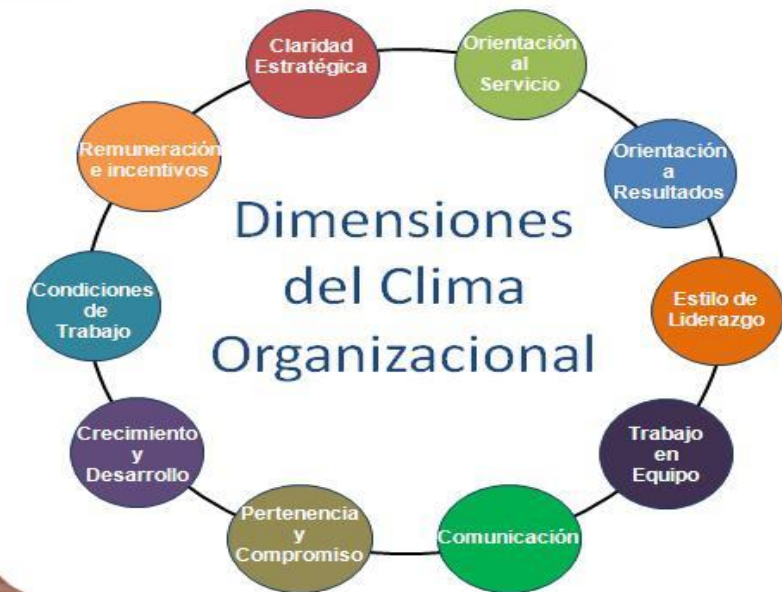 Dimensiones
del Clima
Organizacional
Claridad
Estratégica
Orientación
al
Servicio
Orientación
a
Resultados
Estilo de
Liderazgo
Trabajo
en
Equipo
Comunicación
Pertenencia
y
Compromiso
Crecimiento
y
Desarrollo
Condiciones
de
Trabajo
Remuneración
e incentivos